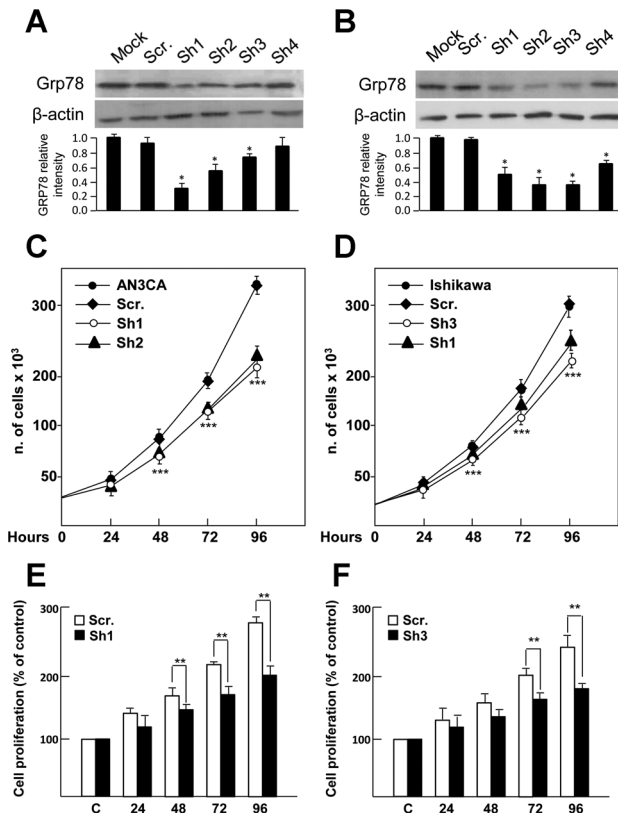 A
Mock
Scr.
Sh1
Sh2
Sh3
Sh4
Grp78
β-actin
GRP78 relative
intensity
1.0
0.8
0.6
0.4
0.2
0.0
*
*
*
B
Mock
Scr.
Sh1
Sh2
Sh3
Sh4
Grp78
β-actin
GRP78 relative
intensity
1.0
0.8
0.6
0.4
0.2
0.0
*
*
*
*
C
AN3CA
Scr.
Sh1
Sh2
n. of cells x 10³
300
200
100
50
***
***
***
Hours 0 24 48 72 96
D
Ishikawa
Scr.
Sh3
Sh1
n. of cells x 10³
300
200
100
50
***
***
***
Hours 0 24 48 72 96
E
Scr.
Sh1
Cell proliferation (% of control)
300
200
100
**
**
**
C 24 48 72 96
F
Scr.
Sh3
Cell proliferation (% of control)
300
200
100
**
**
C 24 48 72 96